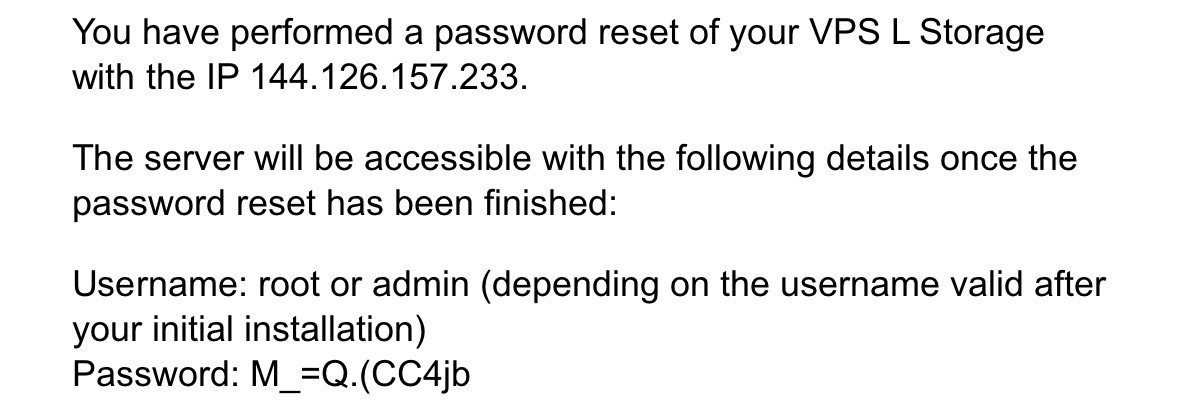 You have performed a password reset of your VPS L Storage
with the IP 144.126.157.233.
The server will be accessible with the following details once the
password reset has been finished:
Username: root or admin (depending on the username valid after
your initial installation)
Password: M_=Q.(CC4jb